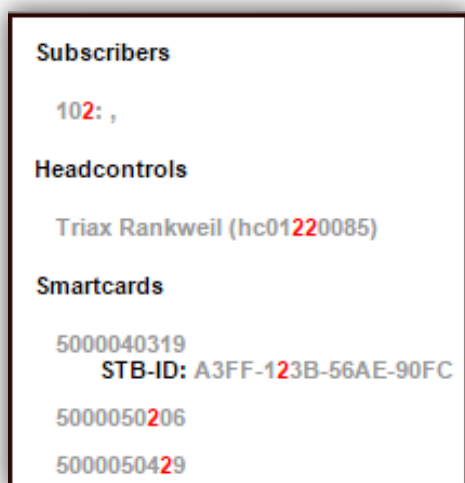 Subscribers
102: ,
Headcontrols
Triax Rankweil (hc01220085)
Smartcards
5000040319
STB-ID: A3FF-123B-56AE-90FC
5000050206
5000050429